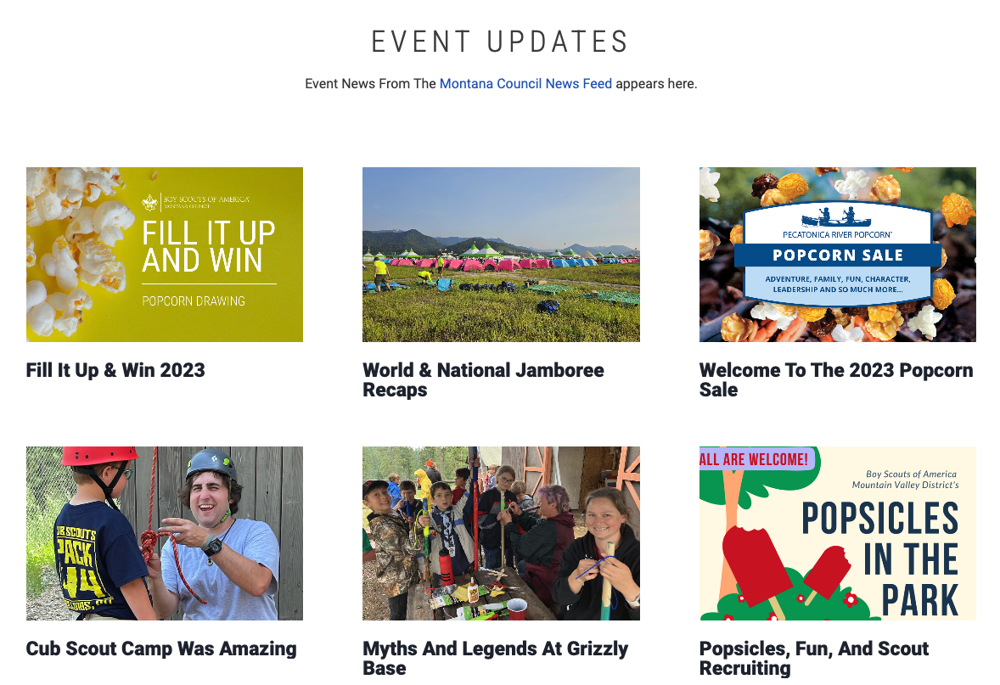 EVENT UPDATES
Event News From The Montana Council News Feed appears here.
BOY SCOUTS OF AMERICA
MONTANA COUNCIL
FILL IT UP
AND WIN
POPCORN DRAWING
PECATONICA RIVER POPCORN
POPCORN SALE
ADVENTURE, FAMILY, FUN, CHARACTER,
LEADERSHIP AND SO MUCH MORE...
Fill It Up & Win 2023
World & National Jamboree
Recaps
Welcome To The 2023 Popcorn
Sale
UB SCOUTS
PACK
44
ALL ARE WELCOME!
Boy Scouts of America
Mountain Valley District's
POPSICLES
IN THE
PARK
Cub Scout Camp Was Amazing
Myths And Legends At Grizzly
Base
Popsicles, Fun, And Scout
Recruiting